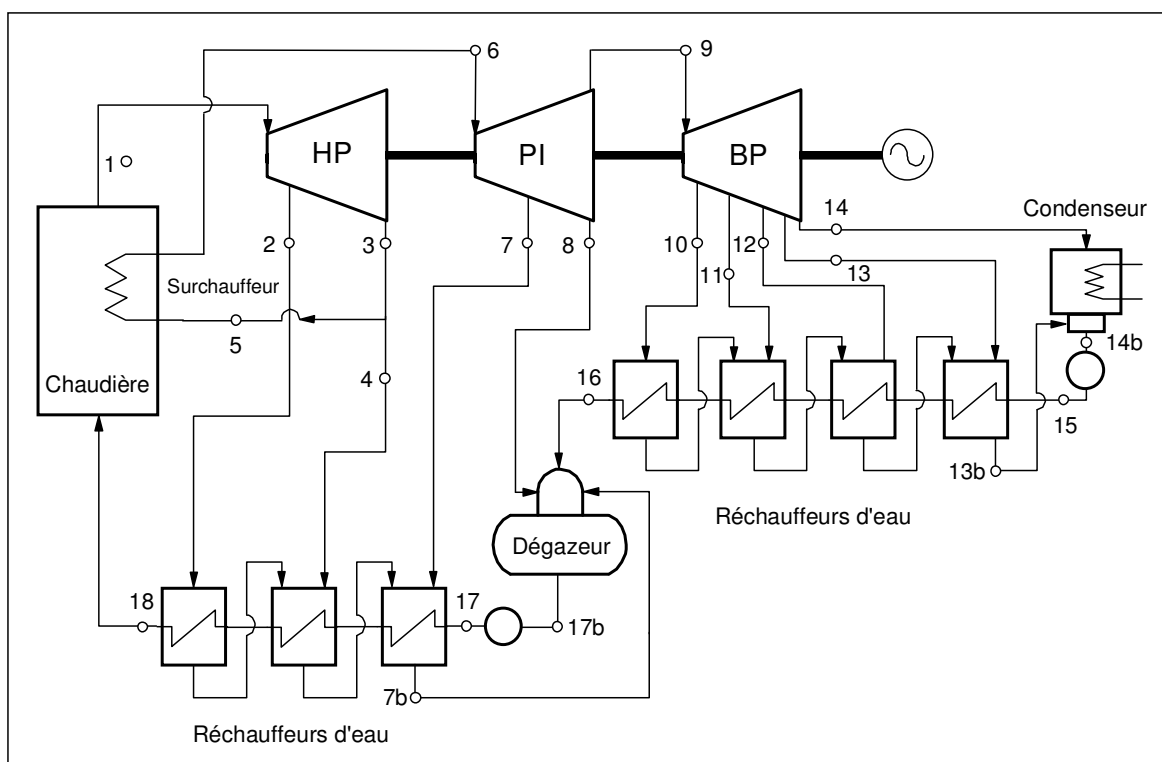 6
9
1
HP
PI
BP
14
Condenseur
2
3
7
8
10
12
11
13
Surchauffeur
5
14b
Chaudière
4
16
15
13b
Réchauffeurs d'eau
Dégazeur
18
17
17b
7b
Réchauffeurs d'eau